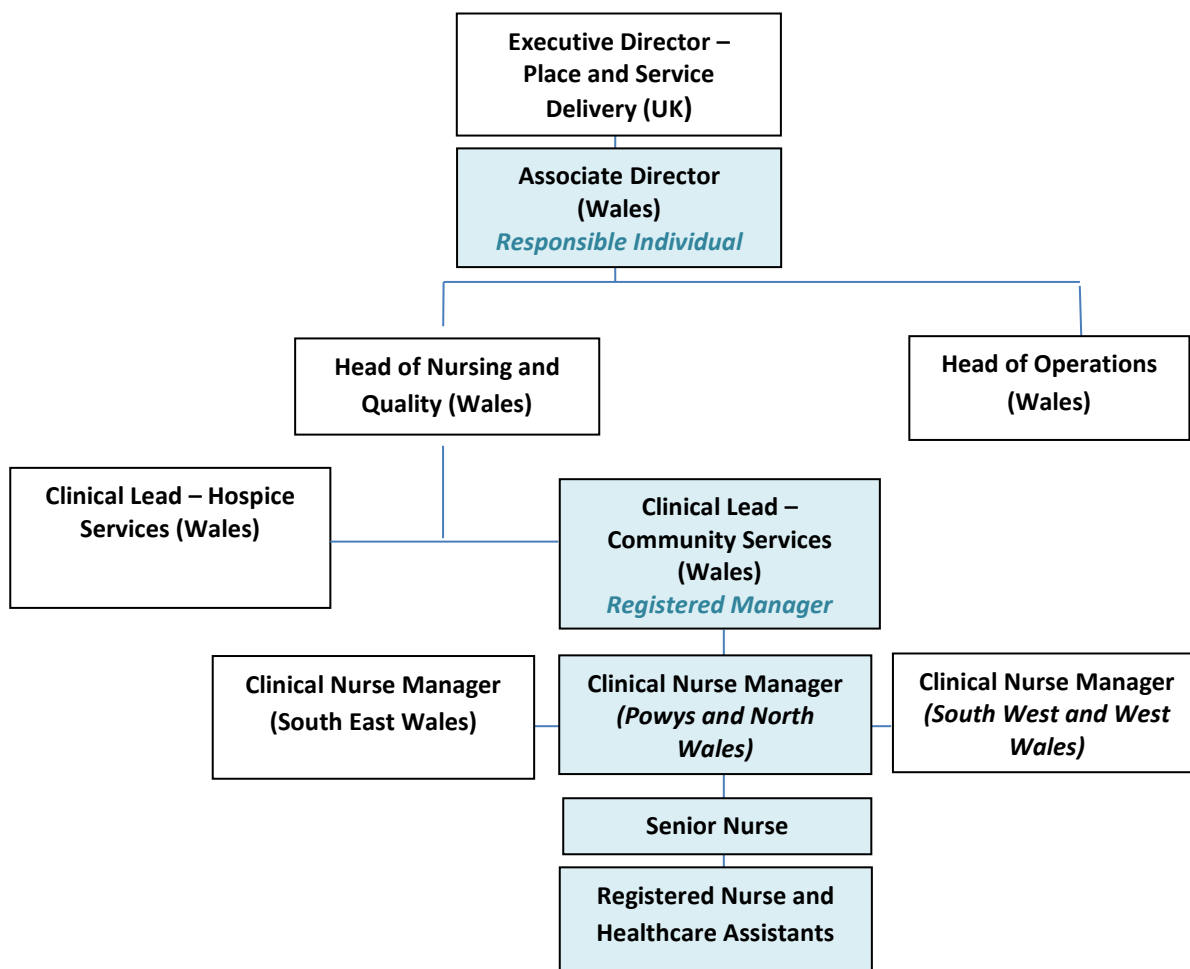 Executive Director –
Place and Service
Delivery (UK)
Associate Director
(Wales)
Responsible Individual
Head of Nursing and
Quality (Wales)
Head of Operations
(Wales)
Clinical Lead – Hospice
Services (Wales)
Clinical Lead –
Community Services
(Wales)
Registered Manager
Clinical Nurse Manager
(South East Wales)
Clinical Nurse Manager
(Powys and North
Wales)
Clinical Nurse Manager
(South West and West
Wales)
Senior Nurse
Registered Nurse and
Healthcare Assistants